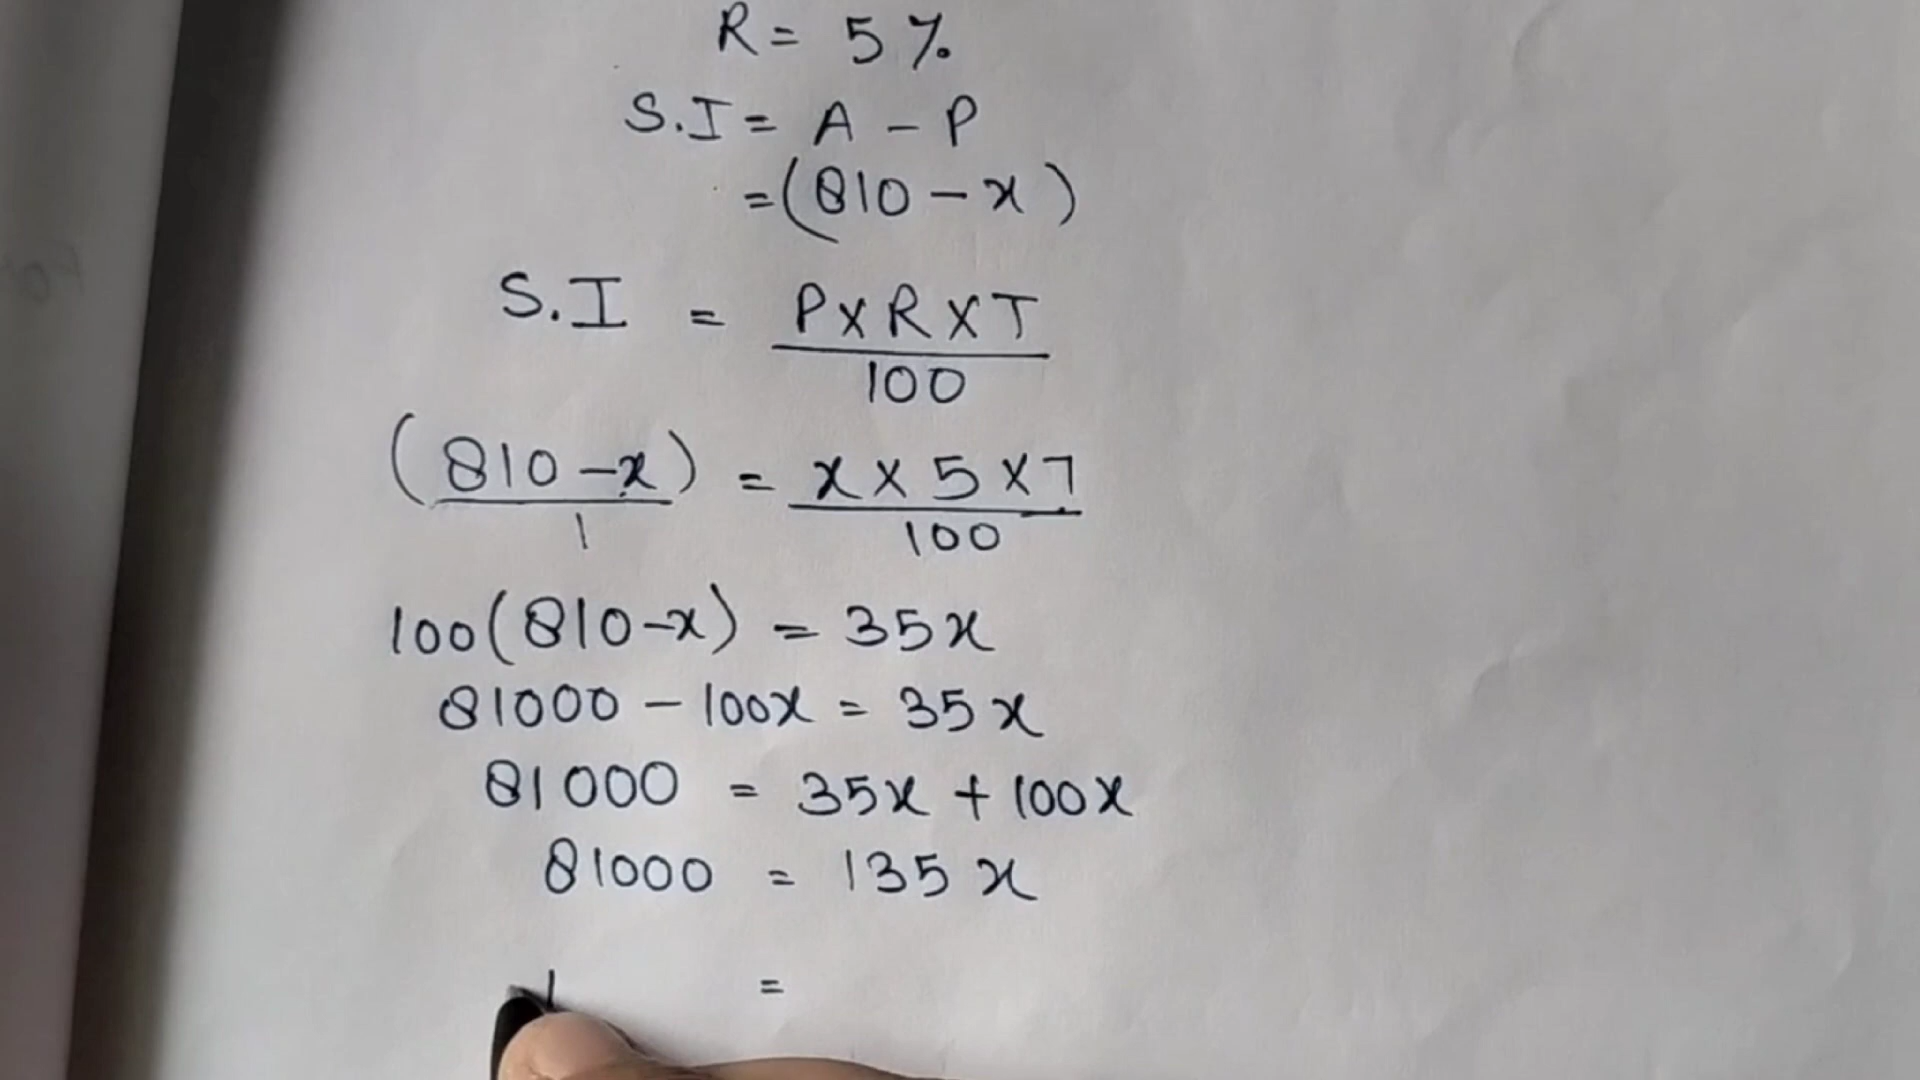 R = 5 %
S.I = A - P
= (810 - x)
S.I = P x R x T
100
(810 - x) = x x 5 x 7
1 100
100(810-x) = 35x
81000 - 100x = 35x
81000 = 35x + 100x
81000 = 135x
1 =